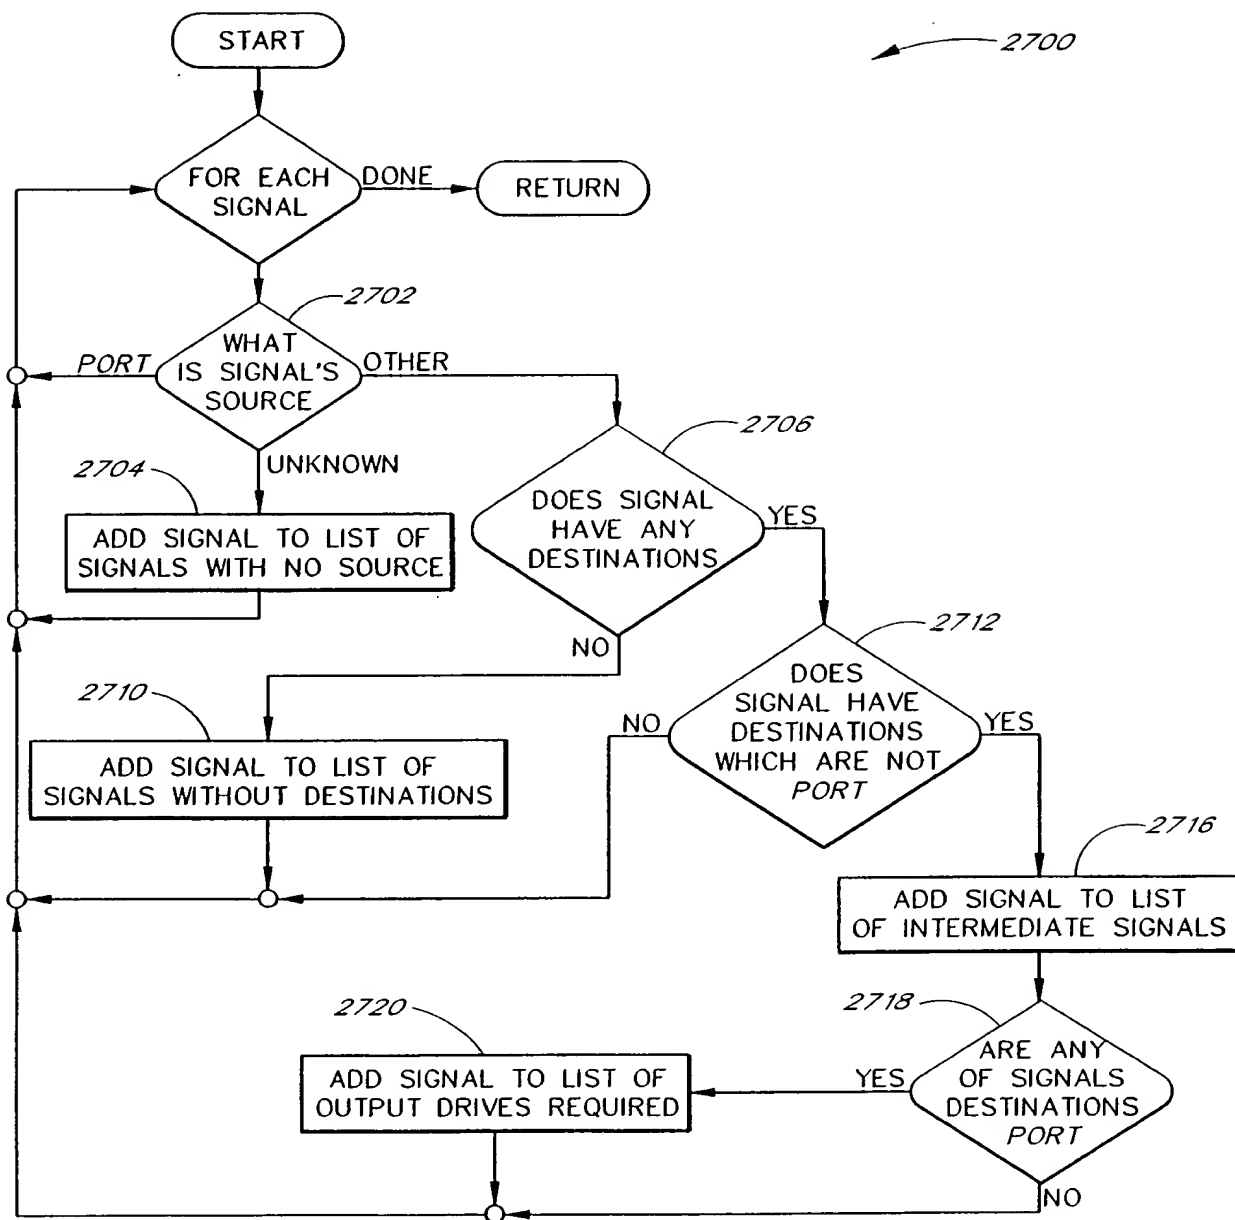 START
2700
FOR EACH
SIGNAL
DONE
RETURN
2702
WHAT
IS SIGNAL'S
SOURCE
PORT
OTHER
UNKNOWN
2704
ADD SIGNAL TO LIST OF
SIGNALS WITH NO SOURCE
2706
DOES SIGNAL
HAVE ANY
DESTINATIONS
YES
NO
2710
ADD SIGNAL TO LIST OF
SIGNALS WITHOUT DESTINATIONS
2712
DOES
SIGNAL HAVE
DESTINATIONS
WHICH ARE NOT
PORT
NO
YES
2716
ADD SIGNAL TO LIST
OF INTERMEDIATE SIGNALS
2718
ARE ANY
OF SIGNALS
DESTINATIONS
PORT
YES
NO
2720
ADD SIGNAL TO LIST OF
OUTPUT DRIVES REQUIRED